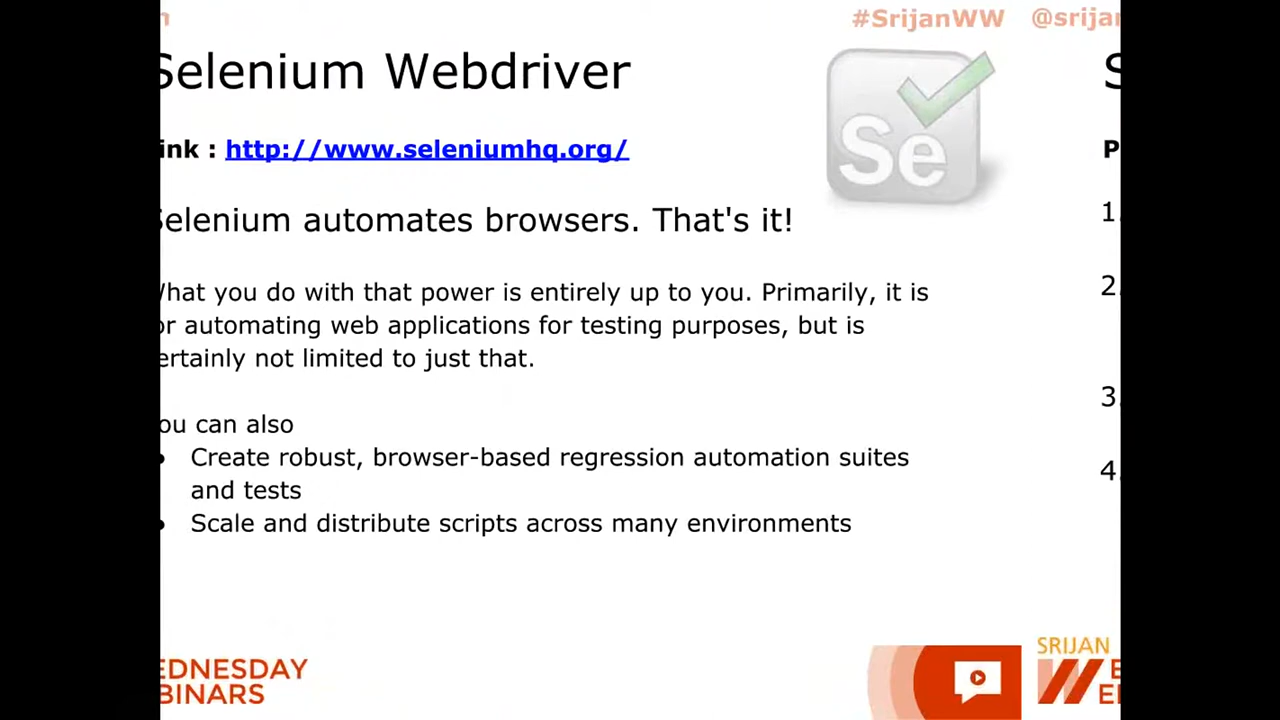 n
#SrijanWW @srijan
Selenium Webdriver
ink : http://www.seleniumhq.org/
Se
Selenium automates browsers. That's it!
What you do with that power is entirely up to you. Primarily, it is
or automating web applications for testing purposes, but is
ertainly not limited to just that.
ou can also
• Create robust, browser-based regression automation suites
and tests
• Scale and distribute scripts across many environments
EDNESDAY
BINARS
S
P
1.
2.
3.
4.
SRIJAN
W E
E